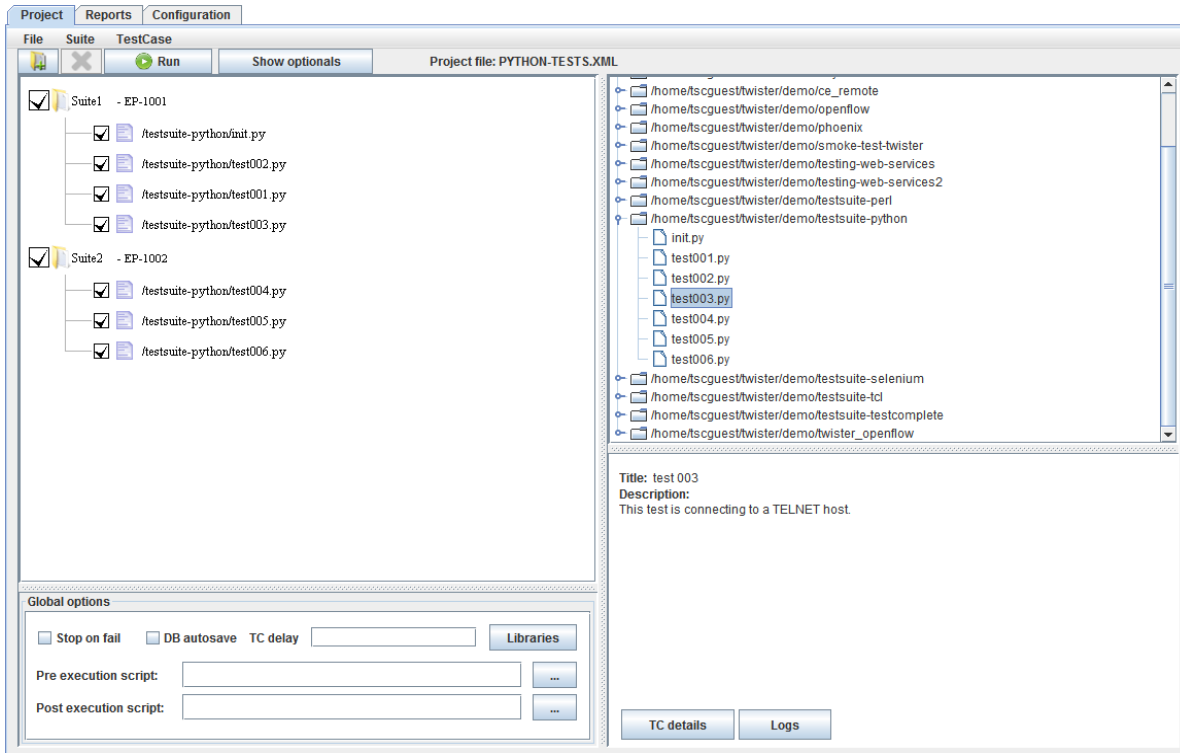 Project Reports Configuration
File Suite TestCase
Run Show optionals Project file: PYTHON-TESTS.XML
Suite1 - EP-1001
/testsuite-python/init.py
/testsuite-python/test002.py
/testsuite-python/test001.py
/testsuite-python/test003.py
Suite2 - EP-1002
/testsuite-python/test004.py
/testsuite-python/test005.py
/testsuite-python/test006.py
/home/tscguest/twister/demo/ce_remote
/home/tscguest/twister/demo/openflow
/home/tscguest/twister/demo/phoenix
/home/tscguest/twister/demo/smoke-test-twister
/home/tscguest/twister/demo/testing-web-services
/home/tscguest/twister/demo/testing-web-services2
/home/tscguest/twister/demo/testsuite-perl
/home/tscguest/twister/demo/testsuite-python
init.py
test001.py
test002.py
test003.py
test004.py
test005.py
test006.py
/home/tscguest/twister/demo/testsuite-selenium
/home/tscguest/twister/demo/testsuite-tcl
/home/tscguest/twister/demo/testsuite-testcomplete
/home/tscguest/twister/demo/twister_openflow
Global options
Stop on fail DB autosave TC delay Libraries
Pre execution script: ...
Post execution script: ...
Title: test 003
Description:
This test is connecting to a TELNET host.
TC details Logs